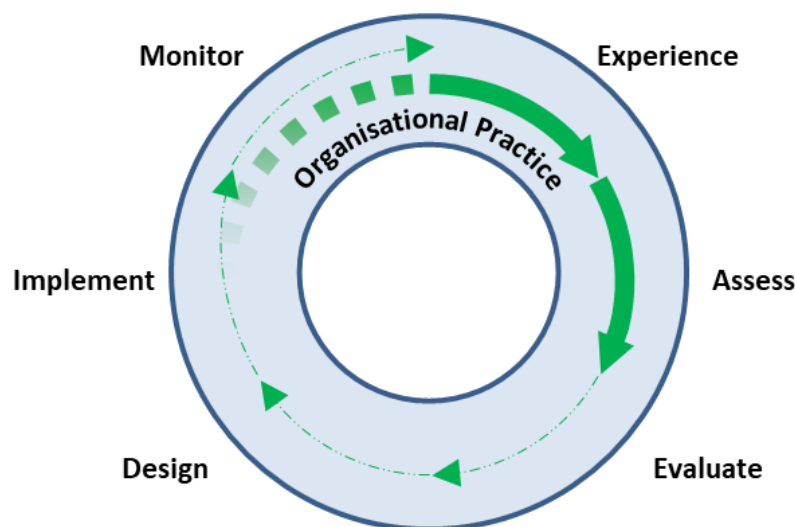 Monitor
Experience
Organisational Practice
Implement
Assess
Design
Evaluate